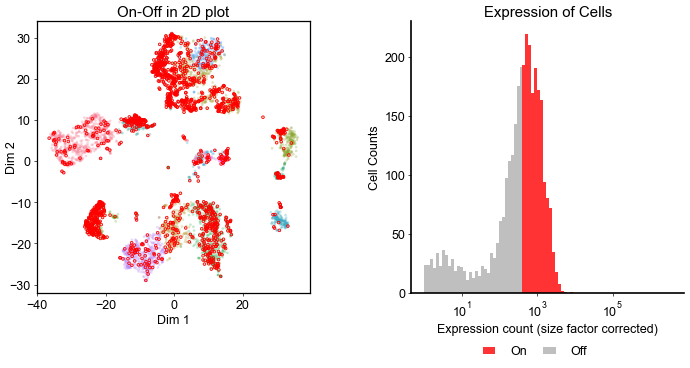 On-Off in 2D plot
30
20
10
0
−10
−20
−30
Dim 2
−40
−20
0
20
Dim 1
Expression of Cells
200
150
100
50
0
Cell Counts
10^1
10^3
10^5
Expression count (size factor corrected)
On
Off